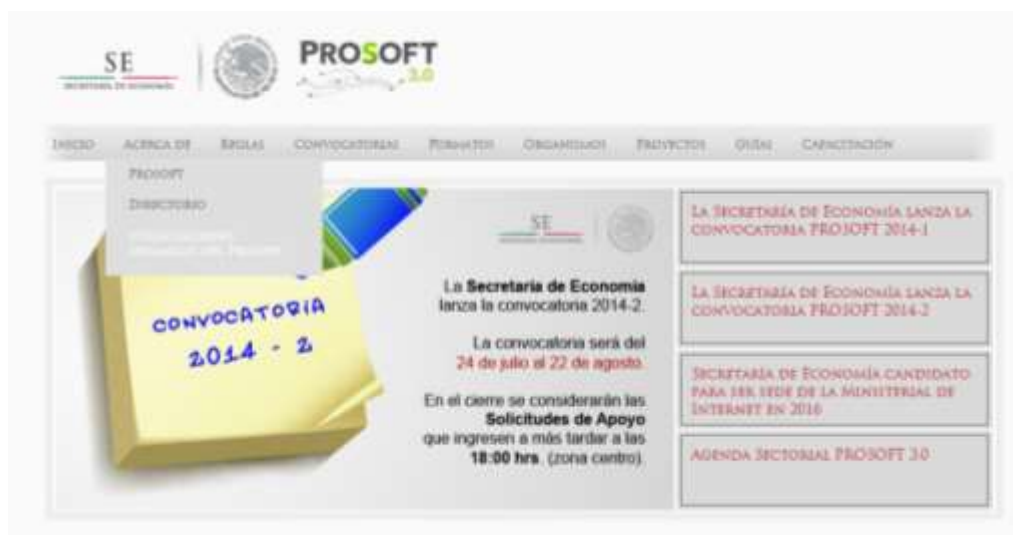 SE
SECRETARÍA DE ECONOMÍA
PROSOFT
3.0
INICIO ACERCA DE REGLAS CONVOCATORIAS FORMATOS ORGANISMOS PROYECTOS GUÍAS CAPACITACIÓN
PROSOFT
DIRECTORIO
CONVOCATORIA
2014 - 2
SE
La Secretaría de Economía
lanza la convocatoria 2014-2.
La convocatoria será del
24 de julio al 22 de agosto.
En el cierre se considerarán las
Solicitudes de Apoyo
que ingresen a más tardar a las
18:00 hrs. (zona centro).
LA SECRETARÍA DE ECONOMÍA LANZA LA
CONVOCATORIA PROSOFT 2014-1
LA SECRETARÍA DE ECONOMÍA LANZA LA
CONVOCATORIA PROSOFT 2014-2
SECRETARÍA DE ECONOMÍA CANDIDATO
PARA SER SEDE DE LA MINISTERIAL DE
INTERNET EN 2016
AGENDA SECTORIAL PROSOFT 3.0